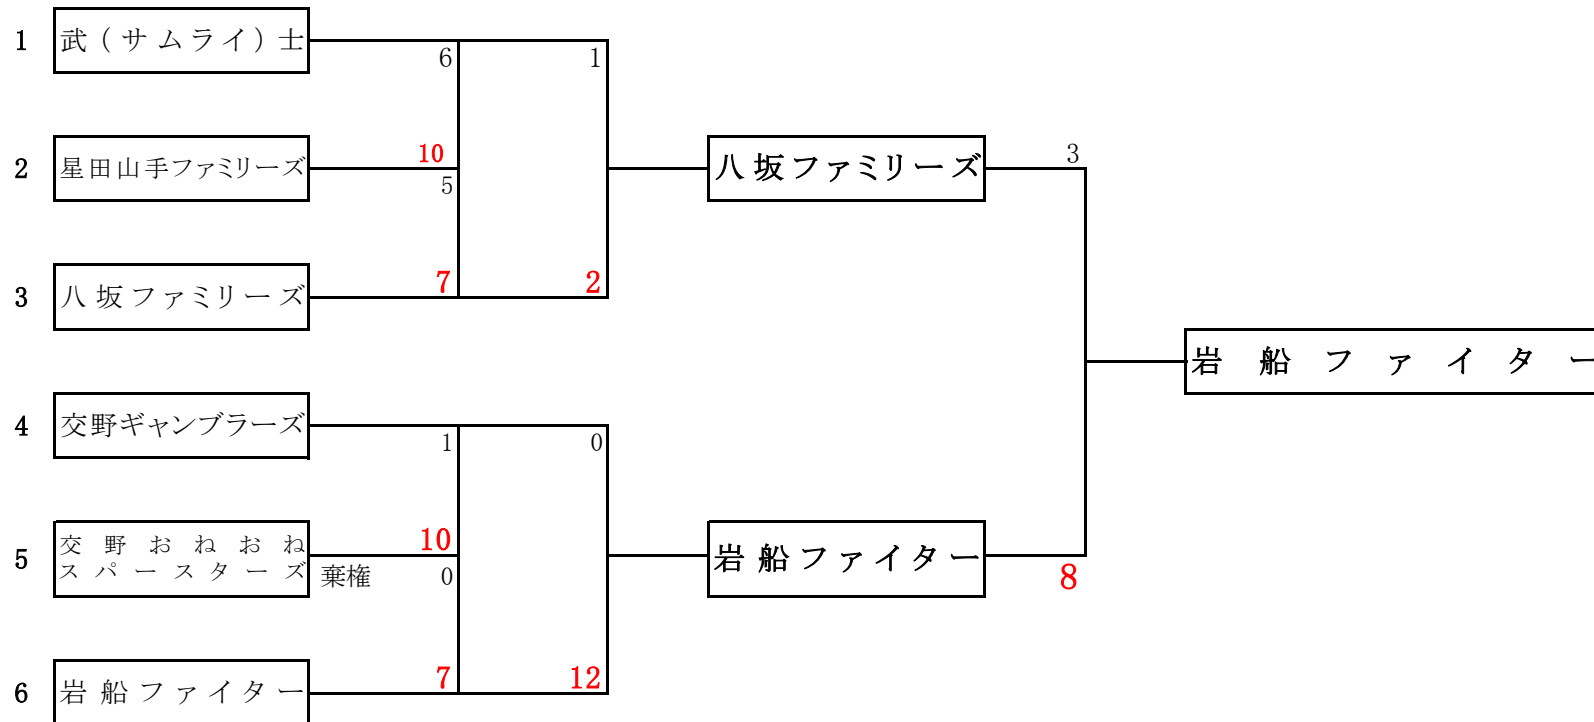 1 武(サムライ)士
6
1
2 星田山手ファミリーズ
10
5
八坂ファミリーズ
3
3 八坂ファミリーズ
7
2
岩船ファイター
4 交野ギャンブラーズ
1
0
5 交野おねおね
スパースターズ
棄権
10
0
岩船ファイター
8
6 岩船ファイター
7
12